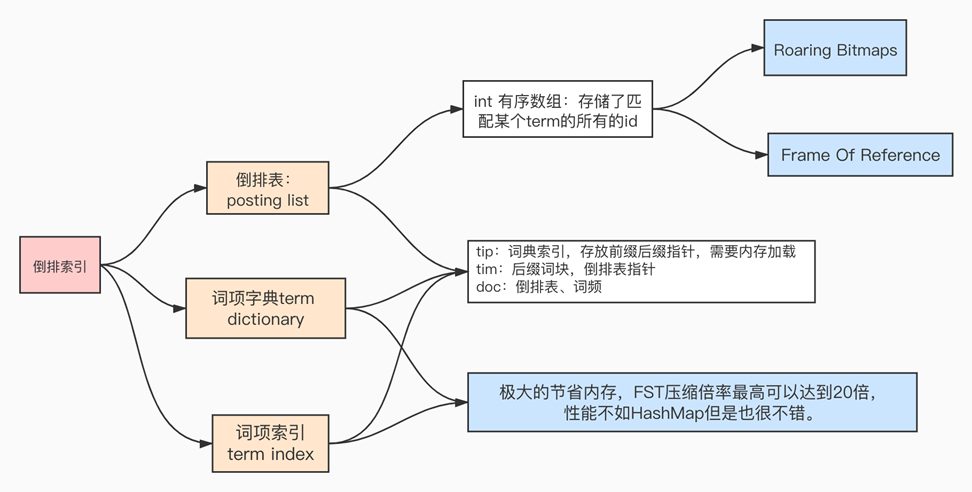 倒排索引
倒排表：
posting list
词项字典term
dictionary
词项索引
term index
int 有序数组：存储了匹
配某个term的所有的id
Roaring Bitmaps
Frame Of Reference
tip：词典索引，存放前缀后缀指针，需要内存加载
tim：后缀词块，倒排表指针
doc：倒排表、词频
极大的节省内存，FST压缩倍率最高可以达到20倍，
性能不如HashMap但是也很不错。